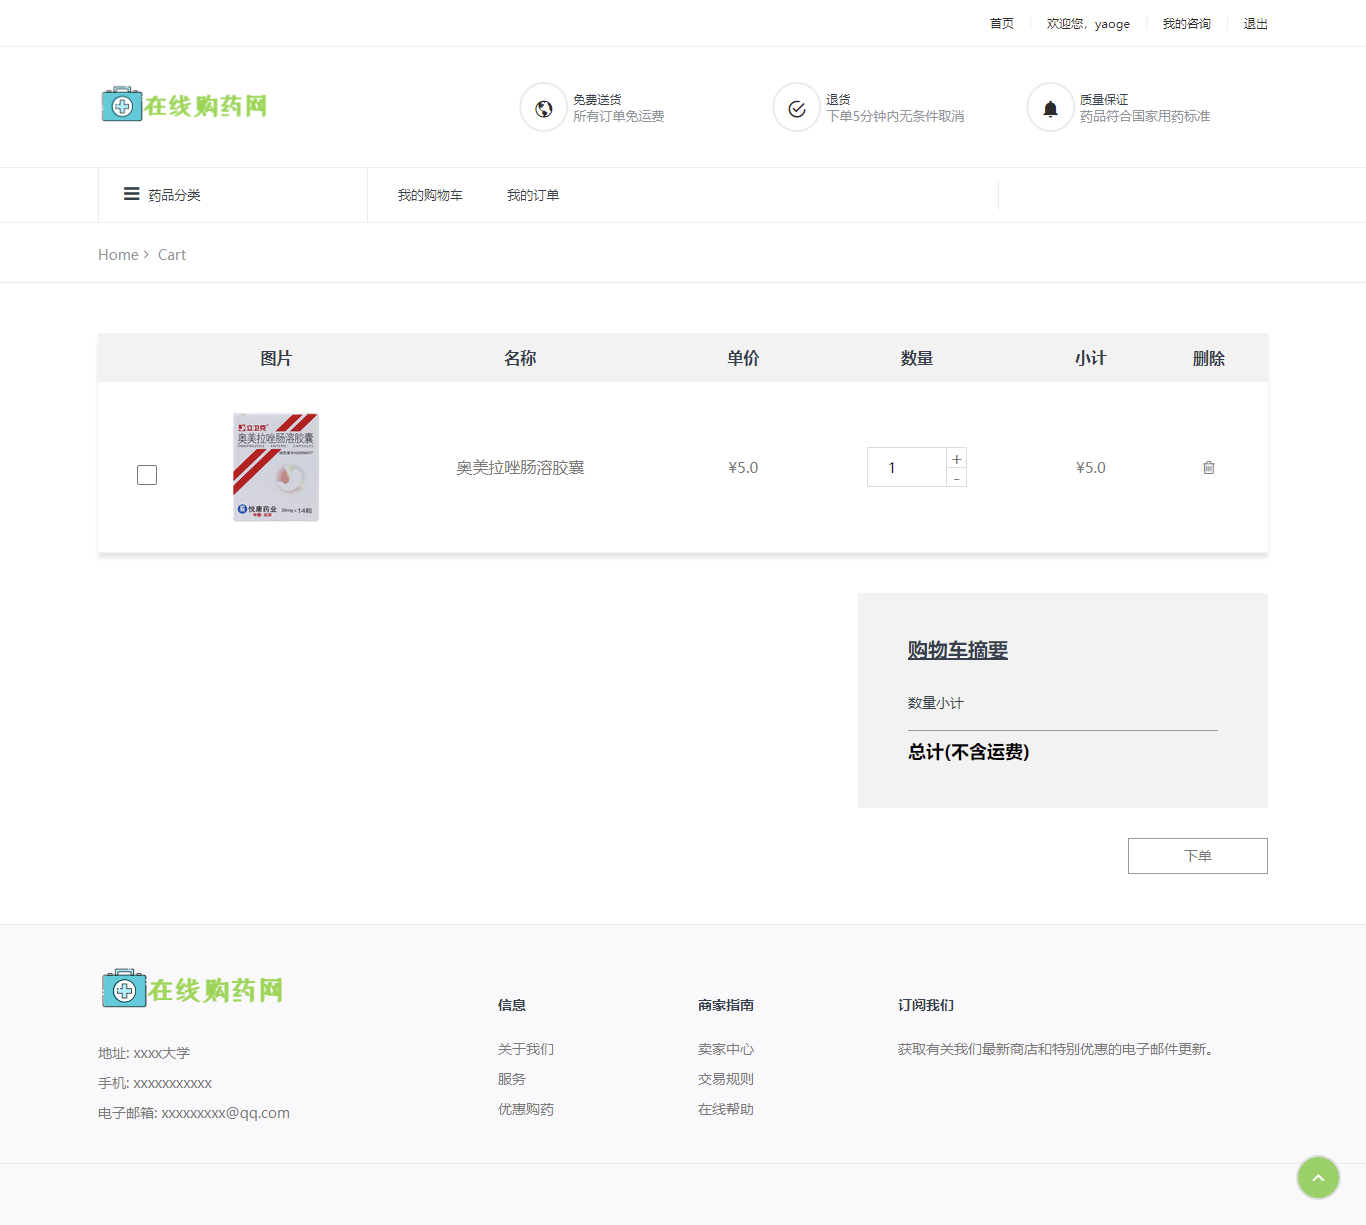 首页 欢迎您，yaoge 我的咨询 退出
在线购药网
免费送货
所有订单免运费
退货
下单5分钟内无条件取消
质量保证
药品符合国家用药标准
药品分类 我的购物车 我的订单
Home Cart
图片 名称 单价 数量 小计 删除
立卫克
奥美拉唑肠溶胶囊
悦康药业
奥美拉唑肠溶胶囊 ¥5.0 1 + - ¥5.0
购物车摘要
数量小计
总计(不含运费)
下单
在线购药网
地址: xxxx大学
手机: xxxxxxxxxxx
电子邮箱: xxxxxxxxx@qq.com
信息
关于我们
服务
优惠购药
商家指南
卖家中心
交易规则
在线帮助
订阅我们
获取有关我们最新商店和特别优惠的电子邮件更新。